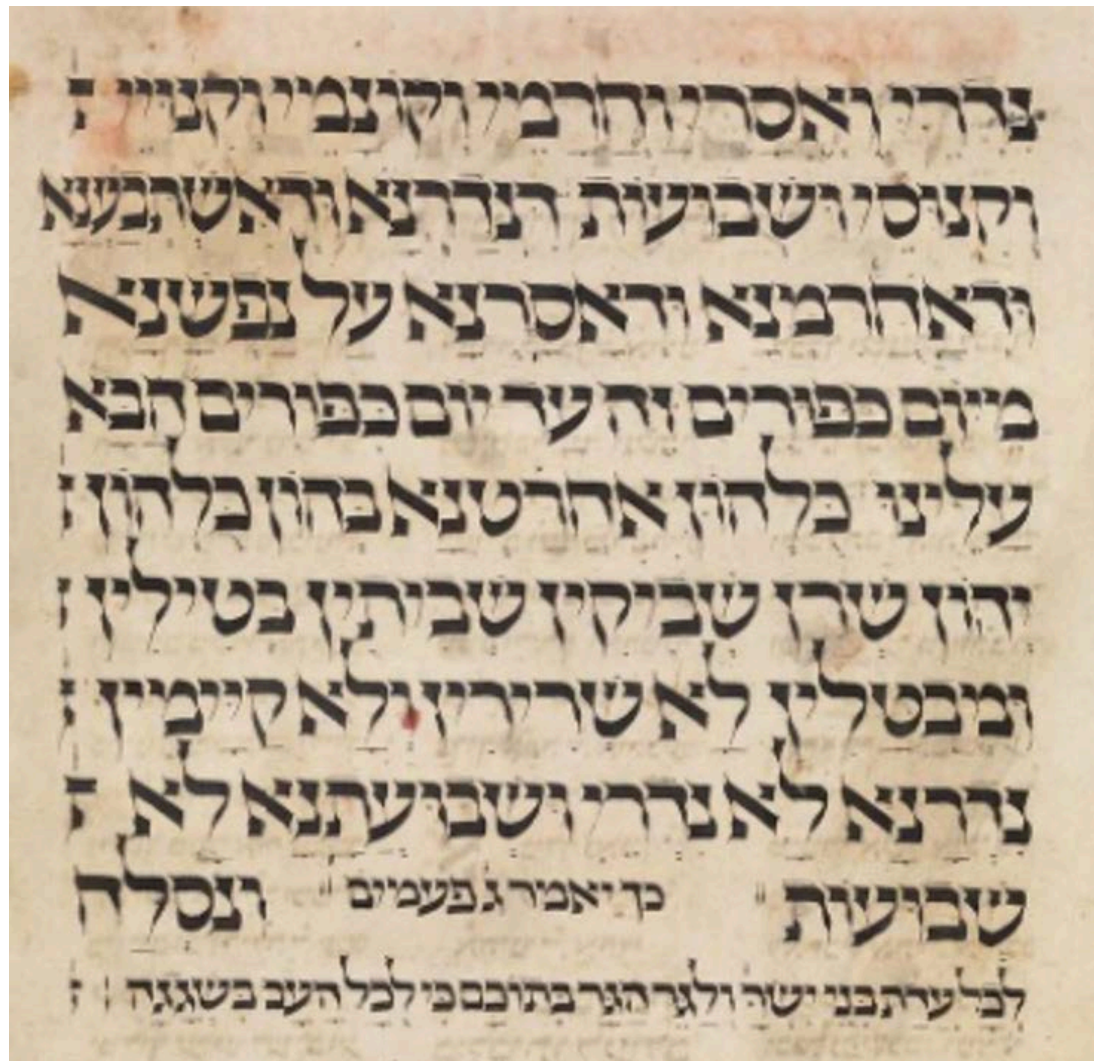 נדרי ואסרי וחרמי וקונמי וקניי
וקנוסי ושבועות דנדרנא ודאשתבענא
ודאחרמנא ודאסרנא על נפשנא
מיום כפורים זה עד יום כפורים הבא
עלינו כלהון אחרטנא בהון כלהון
יהון שרן שביקין שביתין בטילין
ומבטלין לא שרירין ולא קיימין
נדרנא לא נדרי ושבועתנא לא
שבועות כך יאמר ג פעמים ונסלח
לכל עדת בני ישר ולגר הגר בתוכם כי לכל העם בשגגה